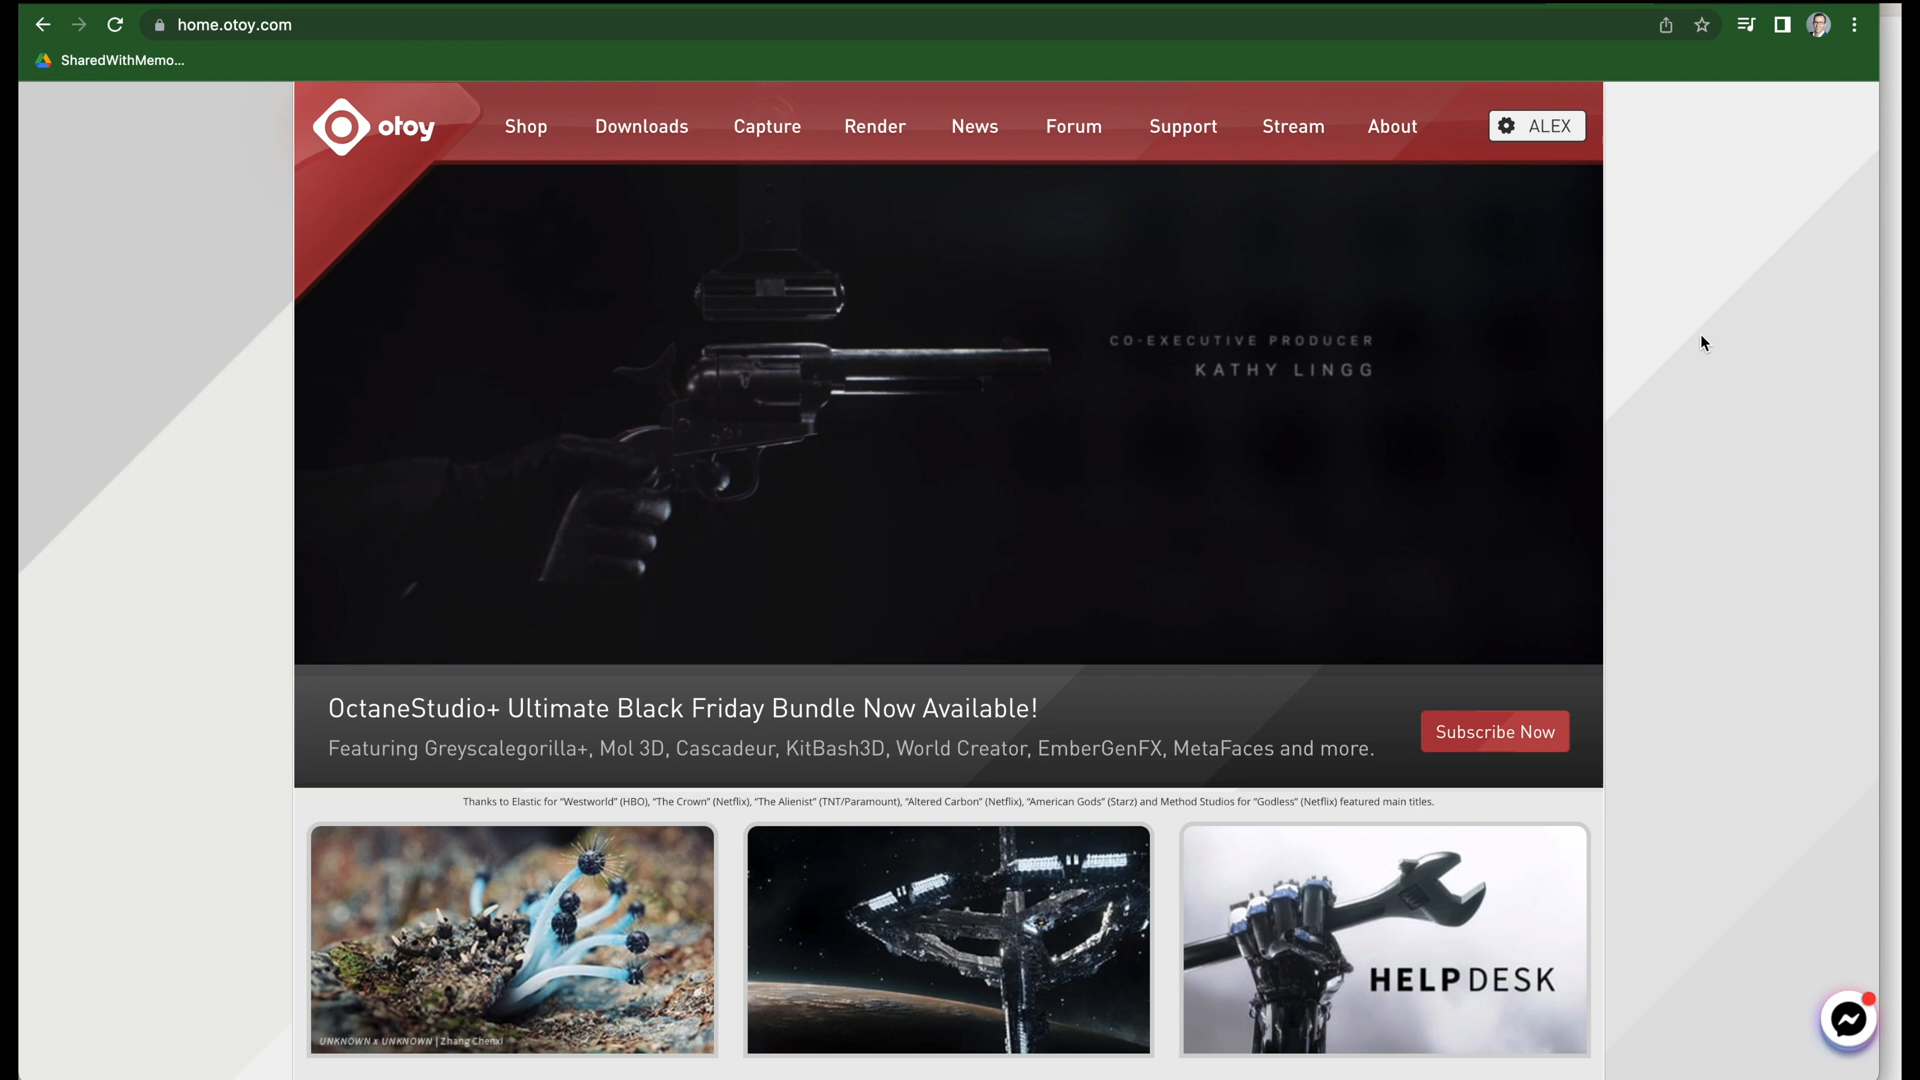 home.otoy.com
SharedWithMemo...
otoy
Shop
Downloads
Capture
Render
News
Forum
Support
Stream
About
ALEX
CO-EXECUTIVE PRODUCER
KATHY LINGG
OctaneStudio+ Ultimate Black Friday Bundle Now Available!
Featuring Greyscalegorilla+, Mol 3D, Cascadeur, KitBash3D, World Creator, EmberGenFX, MetaFaces and more.
Subscribe Now
Thanks to Elastic for “Westworld” (HBO), “The Crown” (Netflix), “The Alienist” (TNT/Paramount), “Altered Carbon” (Netflix), “American Gods” (Starz) and Method Studios for “Godless” (Netflix) featured main titles.
UNKNOWN x UNKNOWN | Zhang Chenxi
HELPDESK